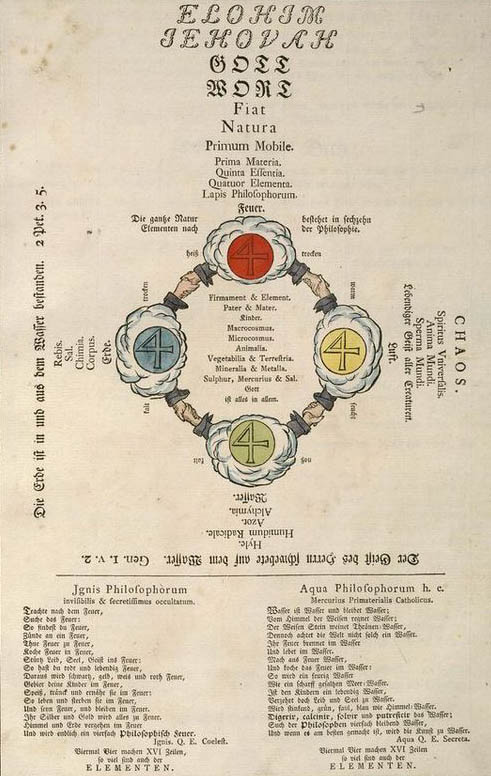 ELOHIM
JEHOVAH
GOTT
WORT
Fiat
Natura
Primum Mobile.
Prima Materia.
Quinta Essentia.
Quatuor Elementa.
Lapis Philosophorum.
Feuer.
Die gantze Natur bestehet in sechzehn
Elementen nach der Philosophie.
heiß trocken
4
trocken warm
Firmament & Element.
Pater & Mater.
Kinder.
Macrocosmus.
Microcosmus.
Animalia.
Vegetabilia & Terrestria.
Mineralia & Metalla.
Sulphur, Mercurius & Sal.
Gott
ist alles in allem.
4
4
kalt feucht
4
kalt naß
Die Erde ist in und aus dem Wasser bestanden. 2 Pet. 3. 5.
Rebis.
Sal.
Chimia.
Corpus.
Erde.
CHAOS.
Spiritus Vniversalis.
Anima Mundi.
Sperma Mundi.
Lebendiger Geist aller Creaturen.
Luft.
Wasser.
Alchymia.
Azot.
Humidum Radicale.
Hyle.
Der Geist des Herrn schwebete auf dem Wasser. Gen. I. v. 2.
Jgnis Philosophorum
invisibilis & secretissimus occultatum.
Trachte nach dem Feuer,
Suche das Feuer:
So findest du Feuer,
Zünde an ein Feuer,
Thue Feuer zu Feuer,
Koche Feuer in Feuer,
Stürtz Leib, Seel, Geist ins Feuer:
So hast du todt und lebendig Feuer,
Daraus wird schwartz, gelb, weis und roth Feuer,
Gebier deine Kinder im Feuer,
Speiß, tränck und ernähr sie im Feuer:
So leben und sterben sie im Feuer,
Und seyn Feuer, und bleiben im Feuer.
Ihr Silber und Gold wird alles zu Feuer.
Himmel und Erde vergehen im Feuer
Und wird endlich ein vierfach Philosophisch Feuer.
Jgnis. Q. E. Coelest.
Viermal Vier machen XVI Zeilen,
so viel sind auch der
ELEMENTEN.
Aqua Philosophorum h. e.
Mercurius Primaterialis Catholicus.
Wasser ist Wasser und bleibet Wasser;
Vom Himmel der Weisen regnet Wasser;
Der Weisen Stein weinet Thränen-Wasser,
Dennoch achtet die Welt nicht solch ein Wasser.
Ihr Feuer brennet im Wasser
Und lebet im Wasser.
Mach aus Feuer Wasser,
Und koche das Feuer im Wasser:
So wird ein feurig Wasser
Wie ein scharff gesaltzen Meer-Wasser.
Ist den Kindern ein lebendig Wasser,
Verzehrt doch Leib und Seel zu Wasser.
Wird stinkend, grün, faul, blau wie Himmel-Wasser.
Digerir, calcinir, solvir und putreficir das Wasser;
Such der Philosophen vierfach bleibend Wasser,
Und wenn es am besten gemacht ist, wird die Kunst zu Wasser.
Aqua Q. E. Secreta.
Viermal Vier machen XVI Zeilen
so viel sind auch der
ELEMENTEN.